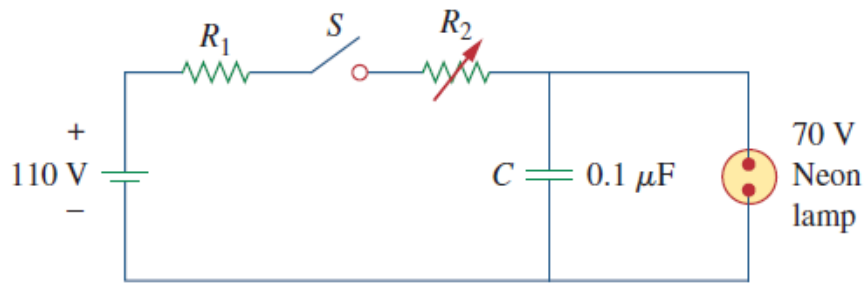 R₁
S
R₂
+
110 V
−
C
0.1 μF
70 V
Neon
lamp